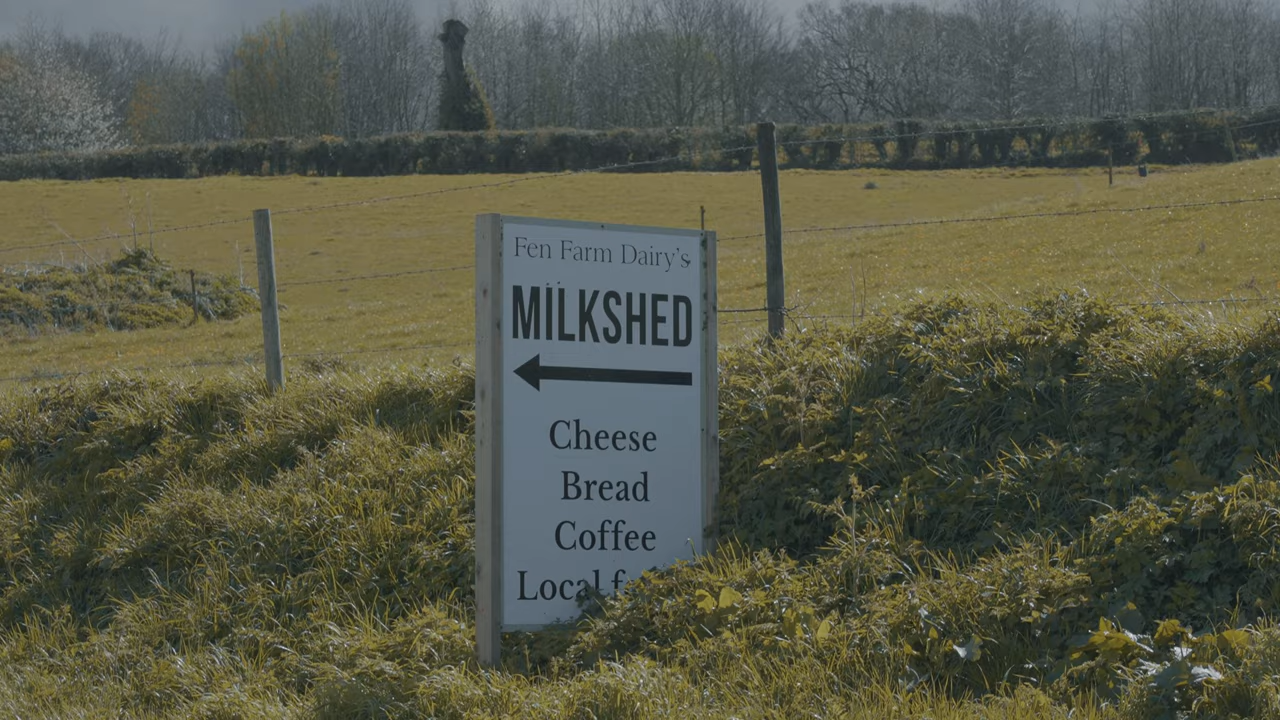 Fen Farm Dairy's
MILKSHED
Cheese
Bread
Coffee
Local